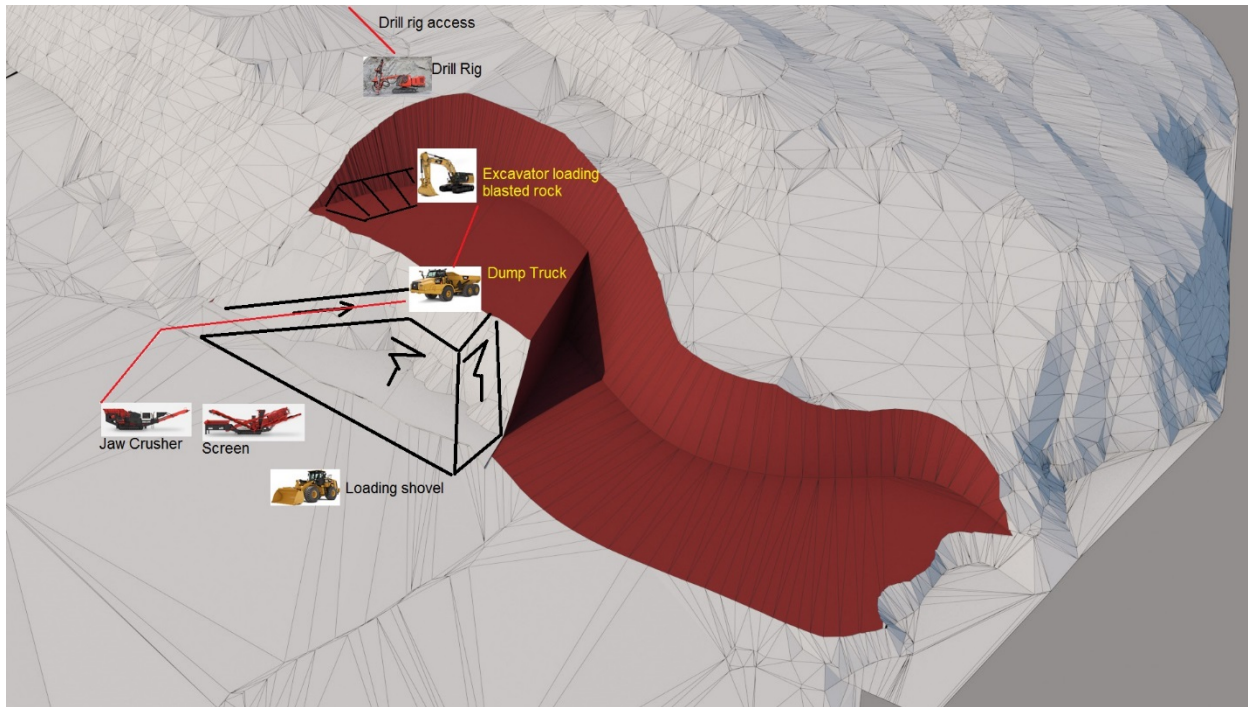 Drill rig access
Drill Rig
Excavator loading
blasted rock
Dump Truck
Jaw Crusher
Screen
Loading shovel